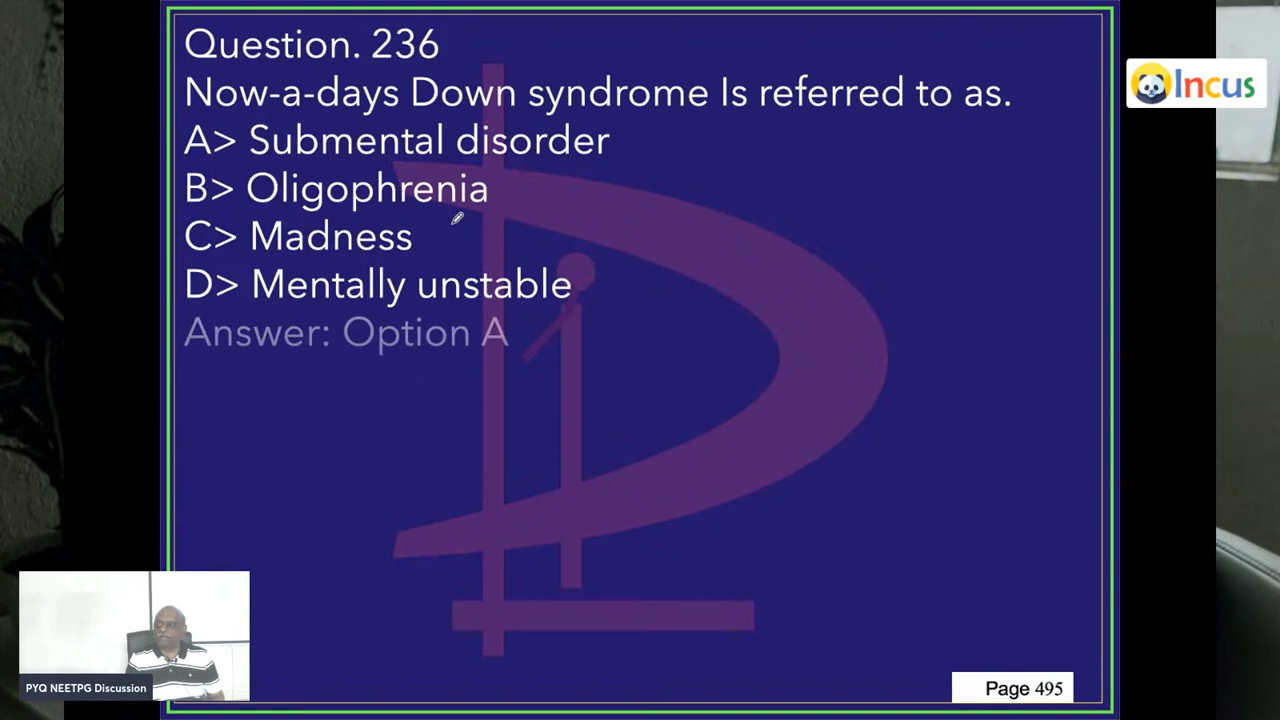 Question. 236
Now-a-days Down syndrome Is referred to as.
A> Submental disorder
B> Oligophrenia
C> Madness
D> Mentally unstable
Answer: Option A
Incus
PYQ NEETPG Discussion
Page 495